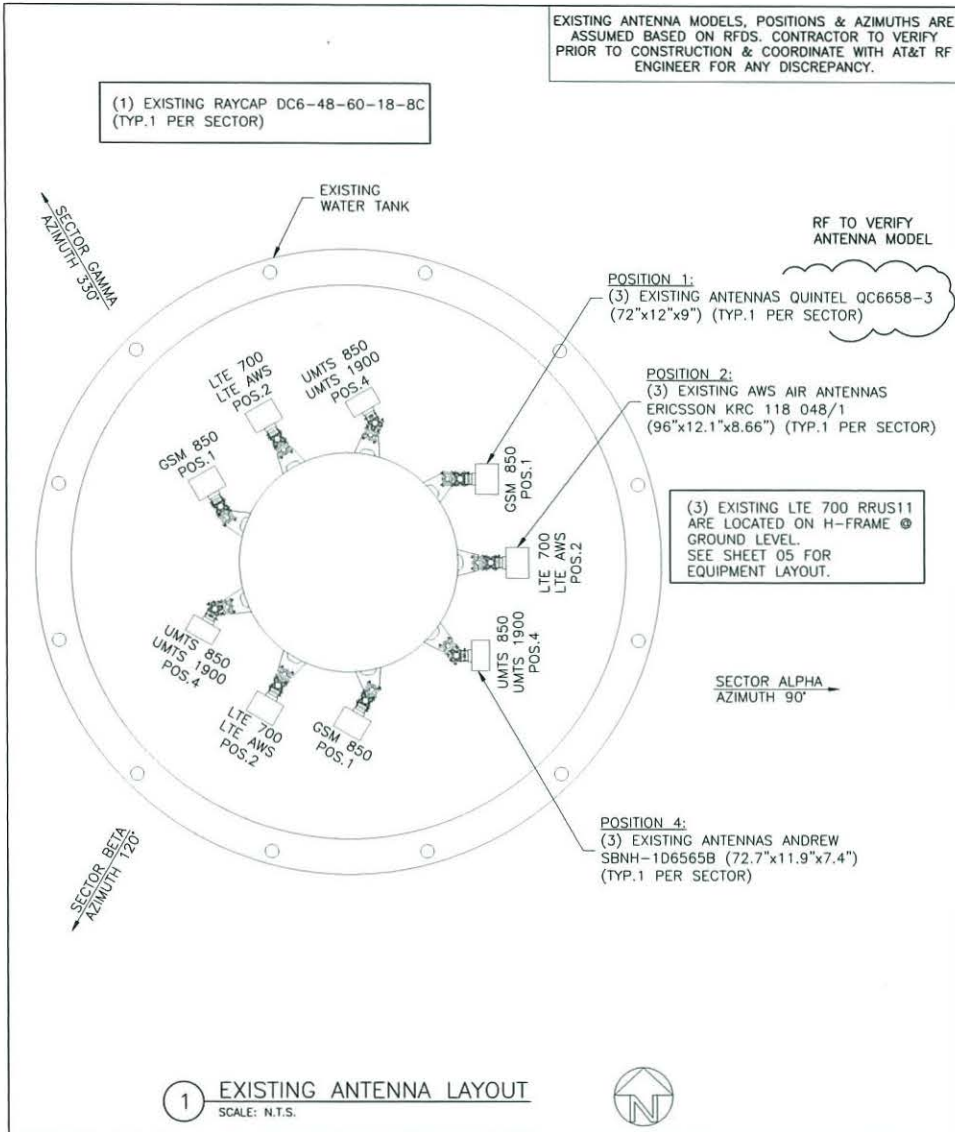 EXISTING ANTENNA MODELS, POSITIONS & AZIMUTHS ARE
ASSUMED BASED ON RFDS. CONTRACTOR TO VERIFY
PRIOR TO CONSTRUCTION & COORDINATE WITH AT&T RF
ENGINEER FOR ANY DISCREPANCY.
(1) EXISTING RAYCAP DC6-48-60-18-8C
(TYP.1 PER SECTOR)
EXISTING
WATER TANK
SECTOR GAMMA
AZIMUTH 330°
RF TO VERIFY
ANTENNA MODEL
POSITION 1:
(3) EXISTING ANTENNAS QUINTEL QC6658-3
(72"x12"x9") (TYP.1 PER SECTOR)
POSITION 2:
(3) EXISTING AWS AIR ANTENNAS
ERICSSON KRC 118 048/1
(96"x12.1"x8.66") (TYP.1 PER SECTOR)
LTE 700
LTE AWS
POS.2
UMTS 850
UMTS 1900
POS.4
GSM 850
POS.1
GSM 850
POS.1
(3) EXISTING LTE 700 RRUS11
ARE LOCATED ON H-FRAME @
GROUND LEVEL.
SEE SHEET 05 FOR
EQUIPMENT LAYOUT.
LTE 700
LTE AWS
POS.2
UMTS 850
UMTS 1900
POS.4
UMTS 850
UMTS 1900
POS.4
LTE 700
LTE AWS
POS.2
GSM 850
POS.1
SECTOR ALPHA
AZIMUTH 90°
SECTOR BETA
AZIMUTH 120°
POSITION 4:
(3) EXISTING ANTENNAS ANDREW
SBNH-1D6565B (72.7"x11.9"x7.4")
(TYP.1 PER SECTOR)
1 EXISTING ANTENNA LAYOUT
SCALE: N.T.S.
N